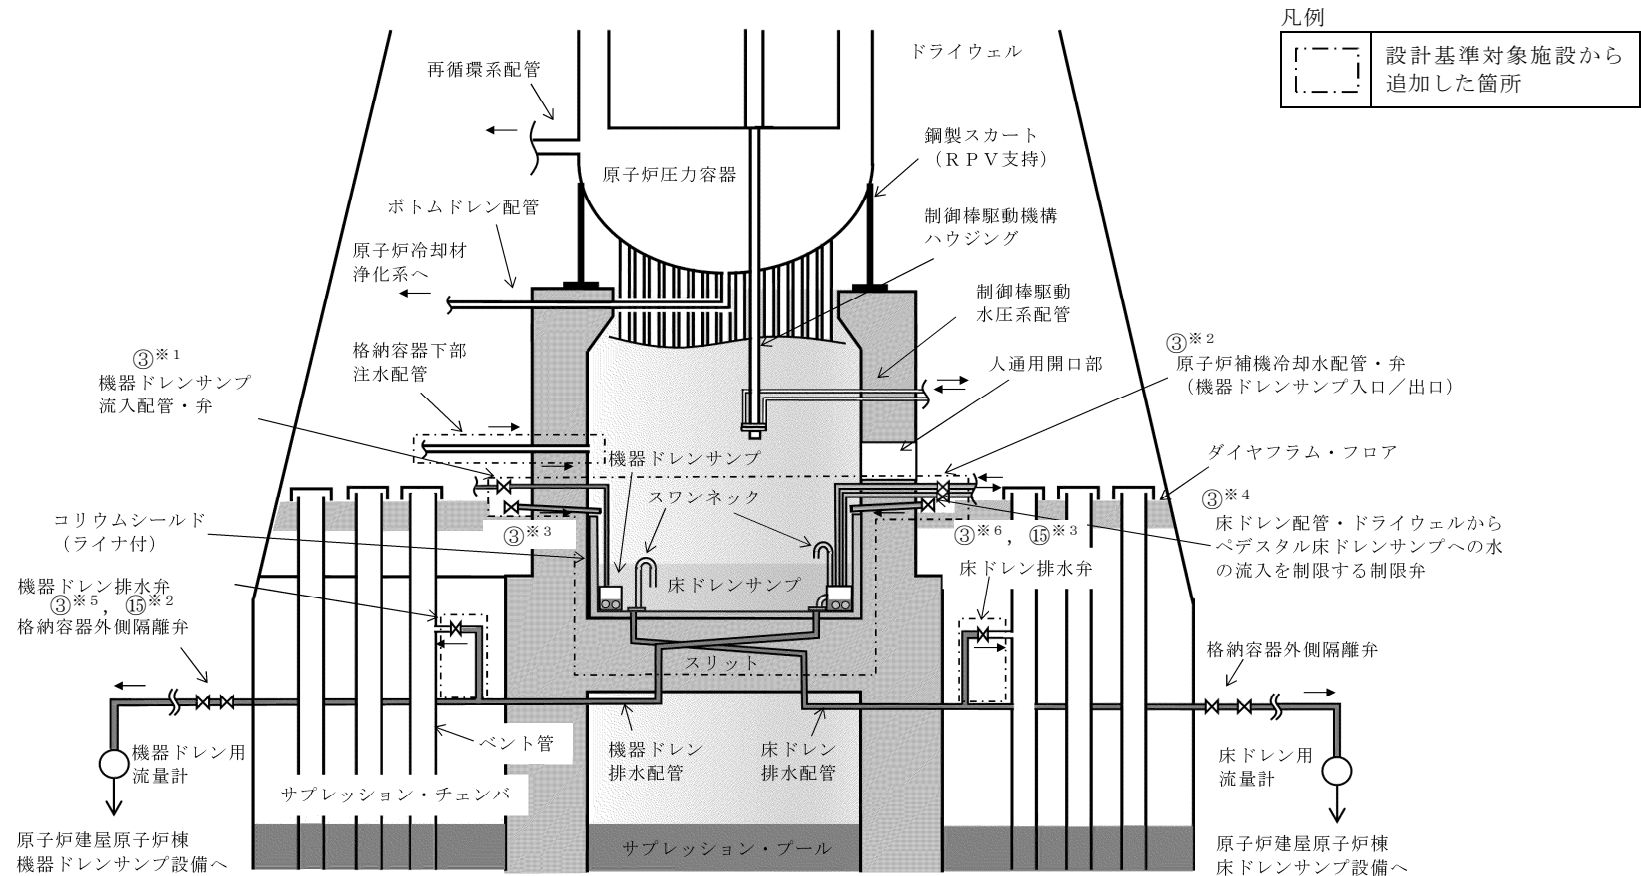 凡例
設計基準対象施設から
追加した箇所
ドライウェル
再循環系配管
鋼製スカート
（ＲＰＶ支持）
原子炉圧力容器
ボトムドレン配管
制御棒駆動機構
ハウジング
原子炉冷却材
浄化系へ
制御棒駆動
水圧系配管
③※１
機器ドレンサンプ
流入配管・弁
格納容器下部
注水配管
人通用開口部
③※２
原子炉補機冷却水配管・弁
（機器ドレンサンプ入口／出口）
機器ドレンサンプ
ダイヤフラム・フロア
スワンネック
③※４
床ドレン配管・ドライウェルから
ペデスタル床ドレンサンプへの水
の流入を制限する制限弁
コリウムシールド
（ライナ付）
③※３
③※６，⑮※３
床ドレンサンプ
床ドレン排水弁
機器ドレン排水弁
③※５，⑮※２
格納容器外側隔離弁
スリット
格納容器外側隔離弁
ベント管
機器ドレン
排水配管
床ドレン
排水配管
機器ドレン用
流量計
床ドレン用
流量計
サプレッション・チェンバ
サプレッション・プール
原子炉建屋原子炉棟
機器ドレンサンプ設備へ
原子炉建屋原子炉棟
床ドレンサンプ設備へ